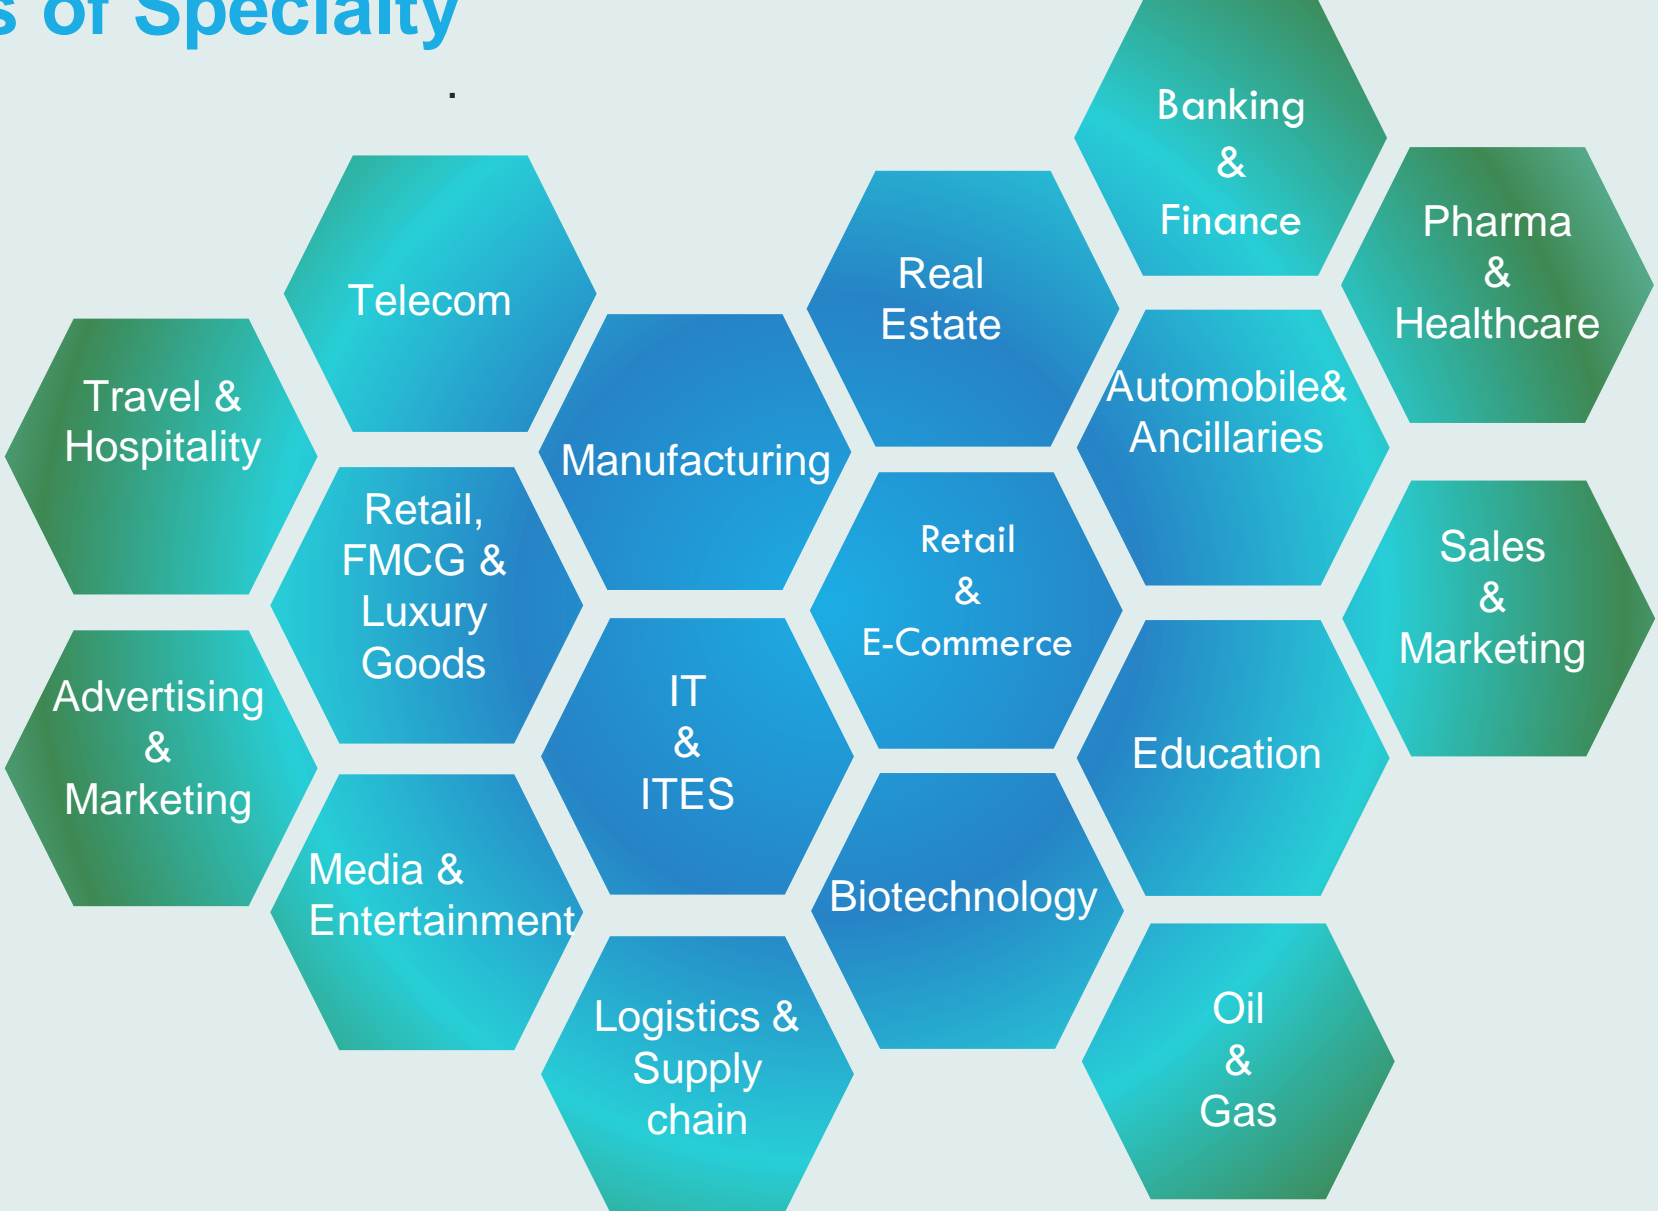 s of Specialty
.
Banking
&
Finance
Pharma
&
Healthcare
Telecom
Real
Estate
Travel &
Hospitality
Manufacturing
Automobile&
Ancillaries
Retail,
FMCG &
Luxury
Goods
Retail
&
E-Commerce
Sales
&
Marketing
Advertising
&
Marketing
IT
&
ITES
Education
Media &
Entertainment
Biotechnology
Logistics &
Supply
chain
Oil
&
Gas